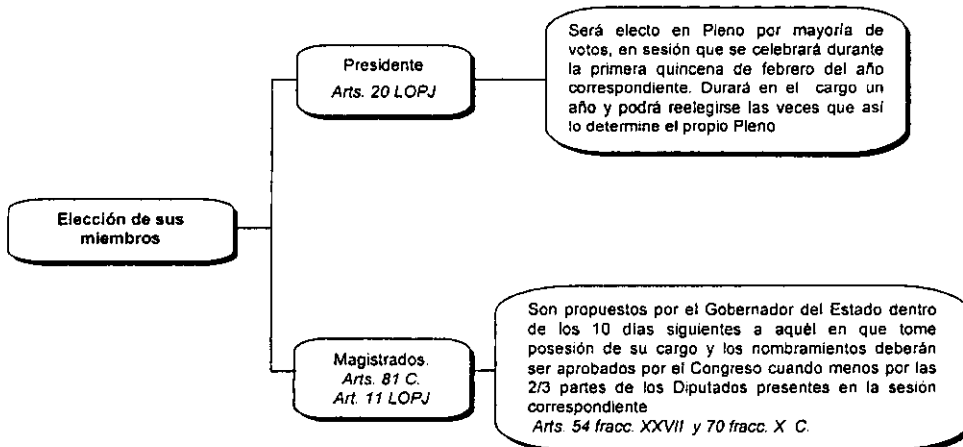 Elección de sus
miembros
Presidente
Arts. 20 LOPJ
Será electo en Pleno por mayoría de
votos, en sesión que se celebrará durante
la primera quincena de febrero del año
correspondiente. Durará en el cargo un
año y podrá reelegirse las veces que así
lo determine el propio Pleno
Magistrados.
Arts. 81 C.
Art. 11 LOPJ
Son propuestos por el Gobernador del Estado dentro
de los 10 días siguientes a aquél en que tome
posesión de su cargo y los nombramientos deberán
ser aprobados por el Congreso cuando menos por las
2/3 partes de los Diputados presentes en la sesión
correspondiente
Arts. 54 fracc. XXVII y 70 fracc. X C.